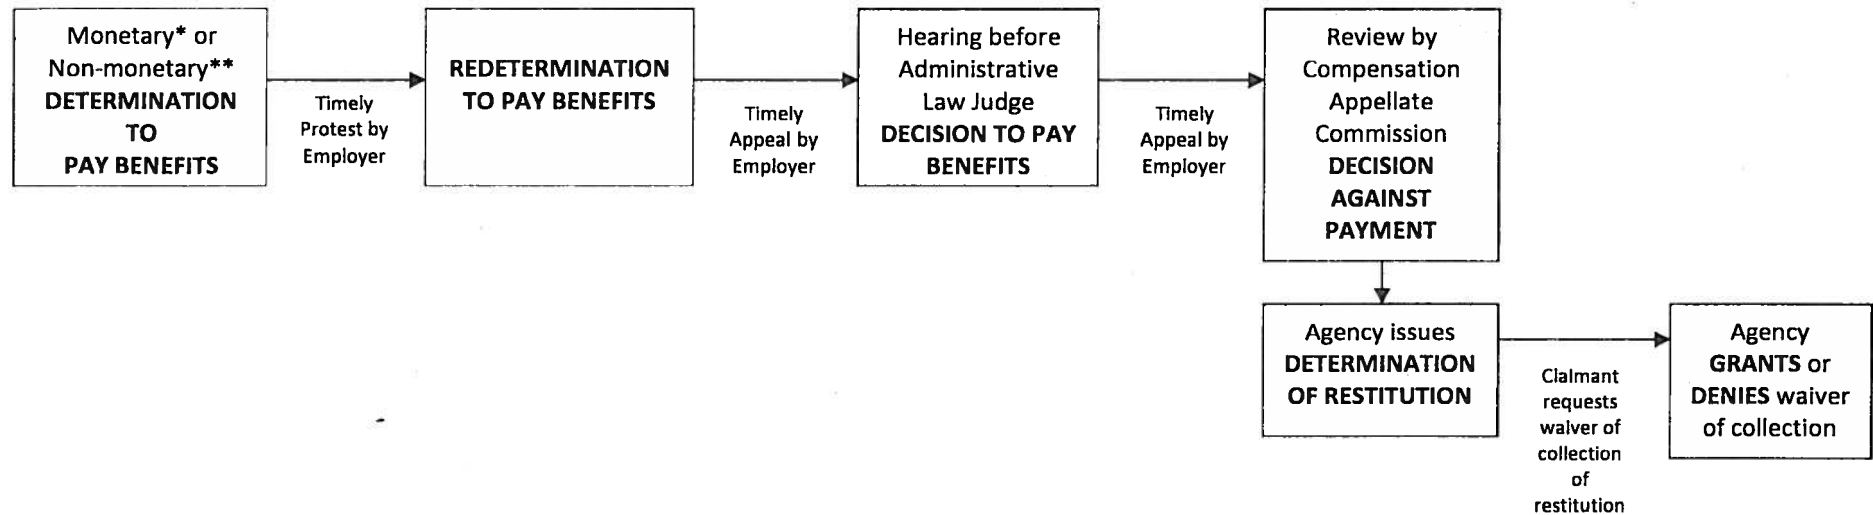 Monetary* or
Non-monetary**
DETERMINATION
TO
PAY BENEFITS
Timely
Protest by
Employer
REDETERMINATION
TO PAY BENEFITS
Timely
Appeal by
Employer
Hearing before
Administrative
Law Judge
DECISION TO PAY
BENEFITS
Timely
Appeal by
Employer
Review by
Compensation
Appellate
Commission
DECISION
AGAINST
PAYMENT
Agency issues
DETERMINATION
OF RESTITUTION
Claimant
requests
waiver of
collection
of
restitution
Agency
GRANTS or
DENIES waiver
of collection